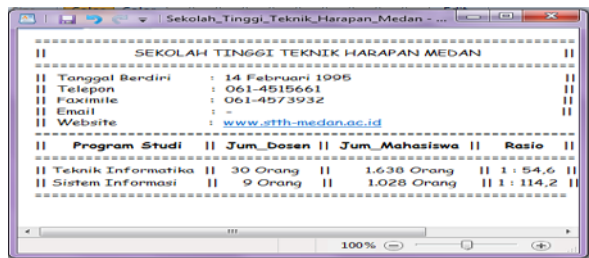 Sekolah_Tinggi_Teknik_Harapan_Medan - ...
==================================================
|| SEKOLAH TINGGI TEKNIK HARAPAN MEDAN ||
==================================================
|| Tanggal Berdiri : 14 Februari 1995 ||
|| Telepon : 061-4515661 ||
|| Faximile : 061-4573932 ||
|| Email : - ||
|| Website : www.stth-medan.ac.id
==================================================
|| Program Studi || Jum_Dosen || Jum_Mahasiswa || Rasio ||
==================================================
|| Teknik Informatika || 30 Orang || 1.638 Orang || 1 : 54,6 ||
|| Sistem Informasi || 9 Orang || 1.028 Orang || 1 : 114,2 ||
==================================================
100%